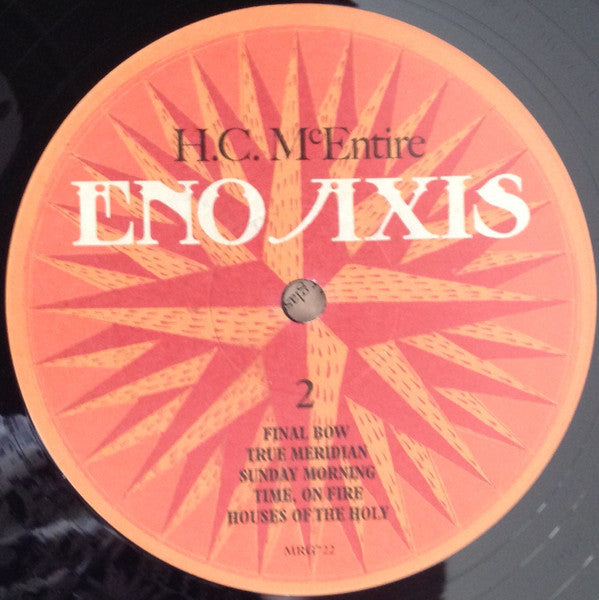 H.C. McEntire
ENO AXIS
2
FINAL BOW
TRUE MERIDIAN
SUNDAY MORNING
TIME, ON FIRE
HOUSES OF THE HOLY
MRG722